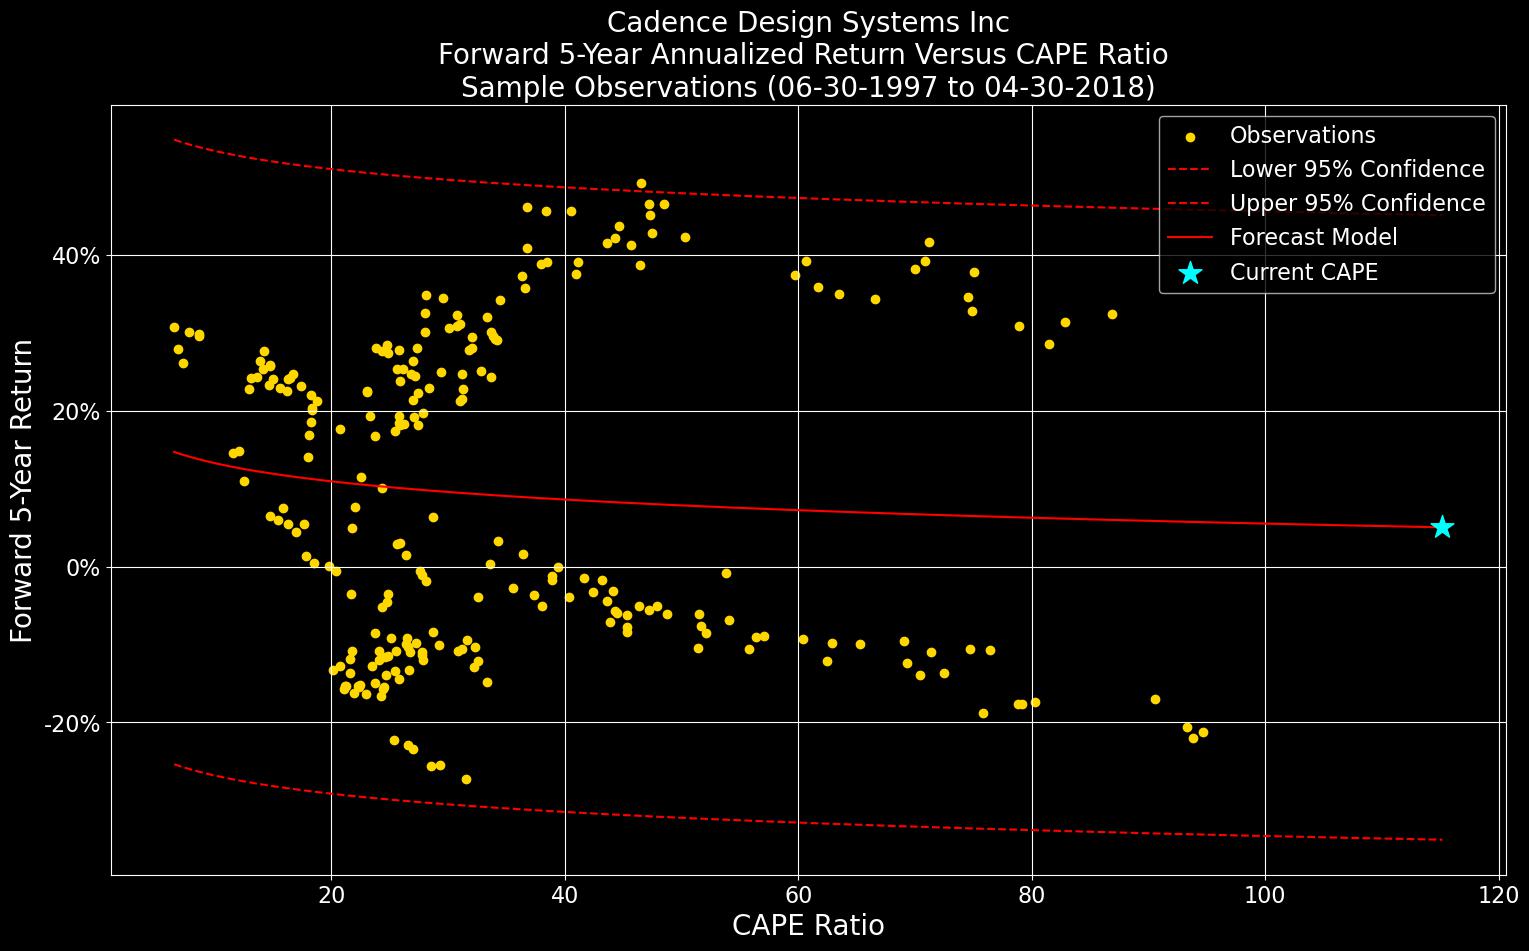 Cadence Design Systems Inc
Forward 5-Year Annualized Return Versus CAPE Ratio
Sample Observations (06-30-1997 to 04-30-2018)
Observations
Lower 95% Confidence
Upper 95% Confidence
Forecast Model
Current CAPE
Forward 5-Year Return
40%
20%
0%
-20%
20 40 60 80 100 120
CAPE Ratio